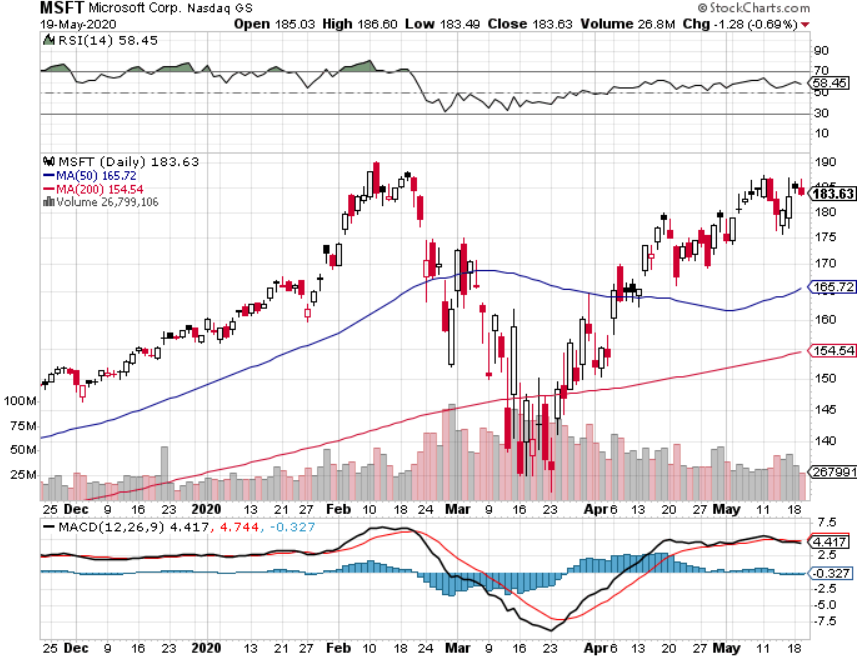 MSFT Microsoft Corp. Nasdaq GS © StockCharts.com
19-May-2020 Open 185.03 High 186.60 Low 183.49 Close 183.63 Volume 26.8M Chg -1.28 (-0.69%)
RSI(14) 58.45
90
70
58.45
50
30
10
MSFT (Daily) 183.63
MA(50) 165.72
MA(200) 154.54
Volume 26,799,106
190
185
183.63
180
175
170
165.72
160
154.54
150
145
140
267991
100M
75M
50M
25M
25 Dec 9 16 23 2020 13 21 27 Feb 10 18 24 Mar 9 16 23 Apr 6 13 20 27 May 11 18
MACD(12,26,9) 4.417, 4.744, -0.327
7.5
4.417
2.5
-0.327
-2.5
-5.0
-7.5
25 Dec 9 16 23 2020 13 21 27 Feb 10 18 24 Mar 9 16 23 Apr 6 13 20 27 May 11 18